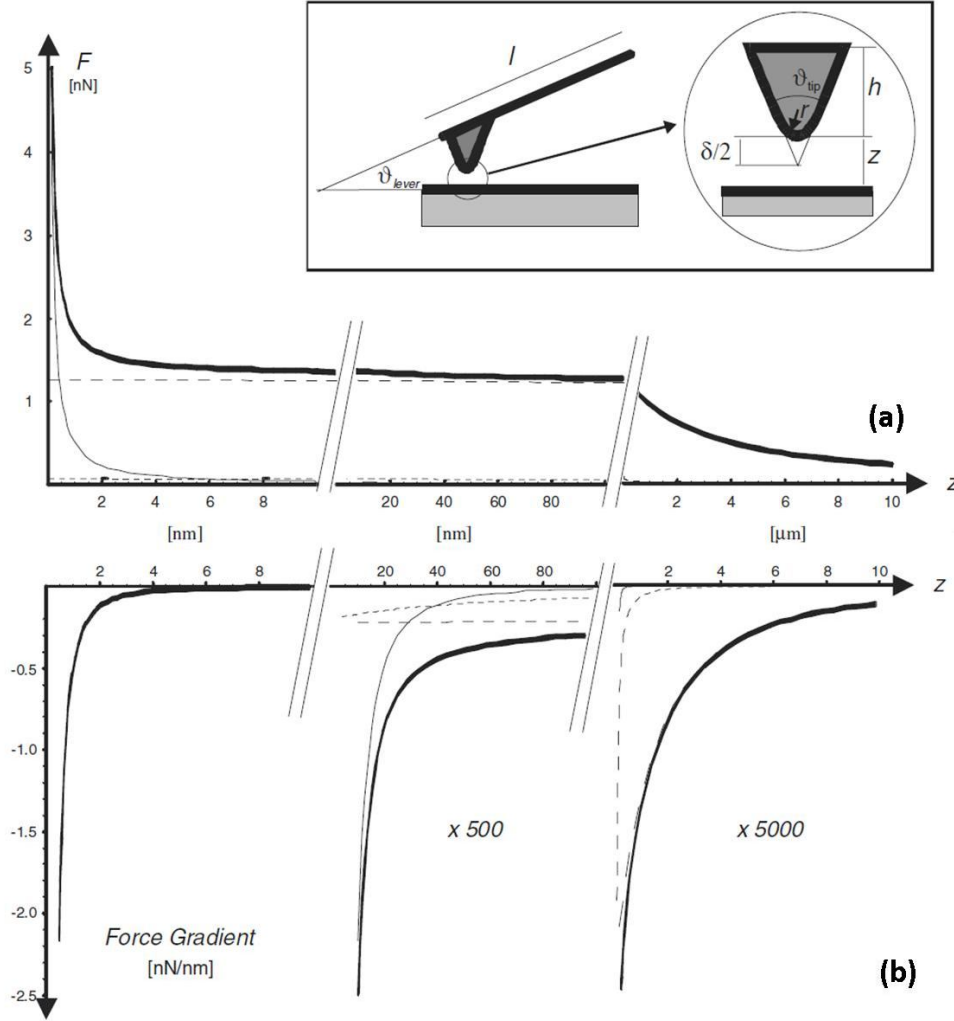 F
[nN]
5
4
3
2
1
l
ϑlever
ϑtip
r
h
δ/2
z
(a)
2 4 6 8 20 40 60 80 2 4 6 8 10 z
[nm] [nm] [μm]
2 4 6 8 20 40 60 80 2 4 6 8 10 z
-0.5
-1.0
-1.5
-2.0
-2.5
x 500 x 5000
Force Gradient
[nN/nm]
(b)